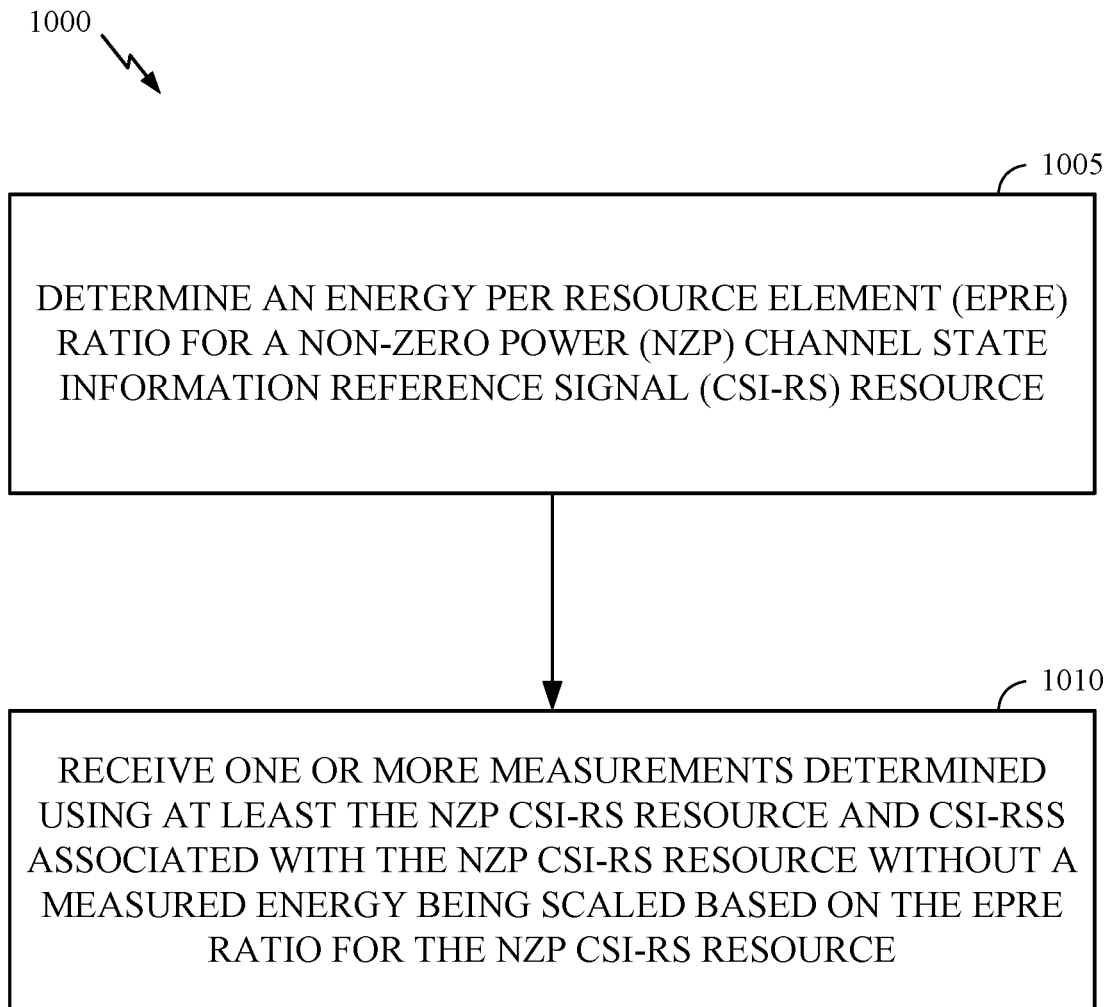 1000
1005
DETERMINE AN ENERGY PER RESOURCE ELEMENT (EPRE)
RATIO FOR A NON-ZERO POWER (NZP) CHANNEL STATE
INFORMATION REFERENCE SIGNAL (CSI-RS) RESOURCE
1010
RECEIVE ONE OR MORE MEASUREMENTS DETERMINED
USING AT LEAST THE NZP CSI-RS RESOURCE AND CSI-RSS
ASSOCIATED WITH THE NZP CSI-RS RESOURCE WITHOUT A
MEASURED ENERGY BEING SCALED BASED ON THE EPRE
RATIO FOR THE NZP CSI-RS RESOURCE